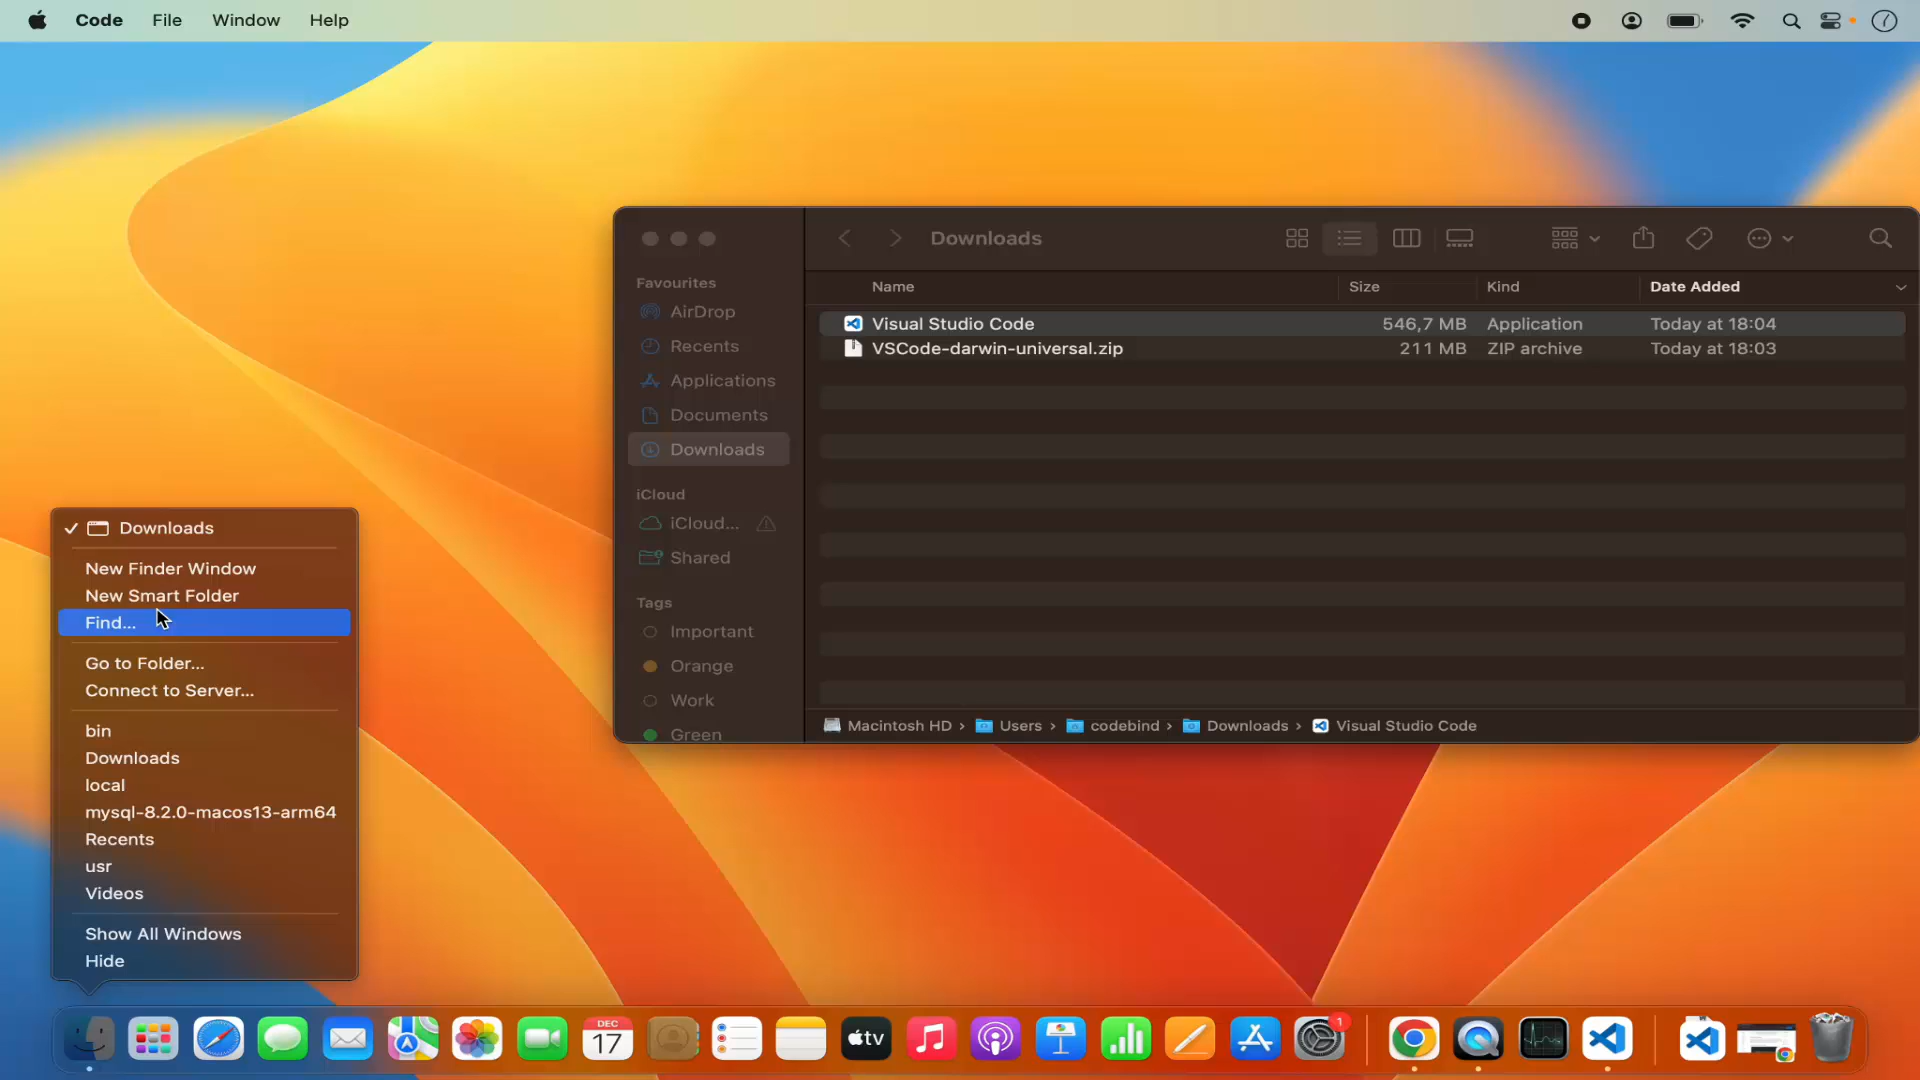 Code File Window Help
Downloads
Favourites
AirDrop
Recents
Applications
Documents
Downloads
iCloud
iCloud...
Shared
Tags
Important
Orange
Work
Green
Name Size Kind Date Added
Visual Studio Code 546,7 MB Application Today at 18:04
VSCode-darwin-universal.zip 211 MB ZIP archive Today at 18:03
Macintosh HD › Users › codebind › Downloads › Visual Studio Code
✓ Downloads
New Finder Window
New Smart Folder
Find...
Go to Folder...
Connect to Server...
bin
Downloads
local
mysql-8.2.0-macos13-arm64
Recents
usr
Videos
Show All Windows
Hide
DEC
17
tv
1